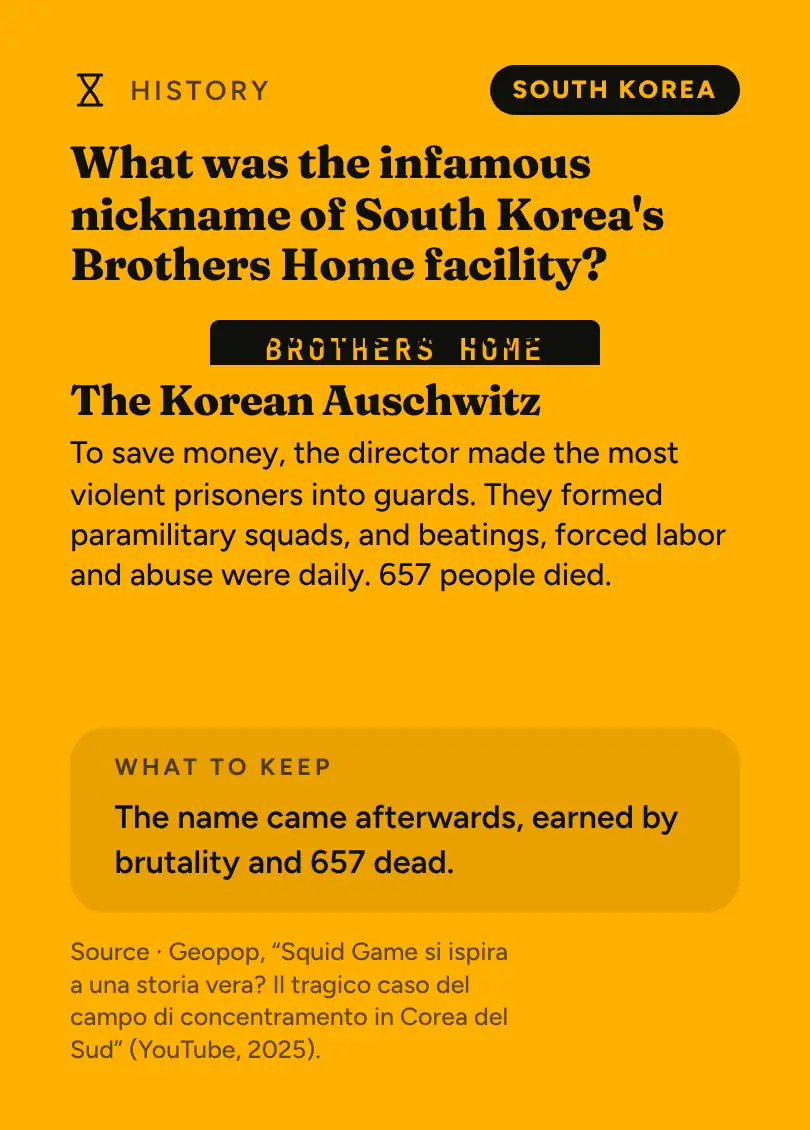 HISTORY
SOUTH KOREA
What was the infamous
nickname of South Korea's
Brothers Home facility?
BROTHERS HOME
The Korean Auschwitz
To save money, the director made the most
violent prisoners into guards. They formed
paramilitary squads, and beatings, forced labor
and abuse were daily. 657 people died.
WHAT TO KEEP
The name came afterwards, earned by
brutality and 657 dead.
Source · Geopop, “Squid Game si ispira
a una storia vera? Il tragico caso del
campo di concentramento in Corea del
Sud” (YouTube, 2025).